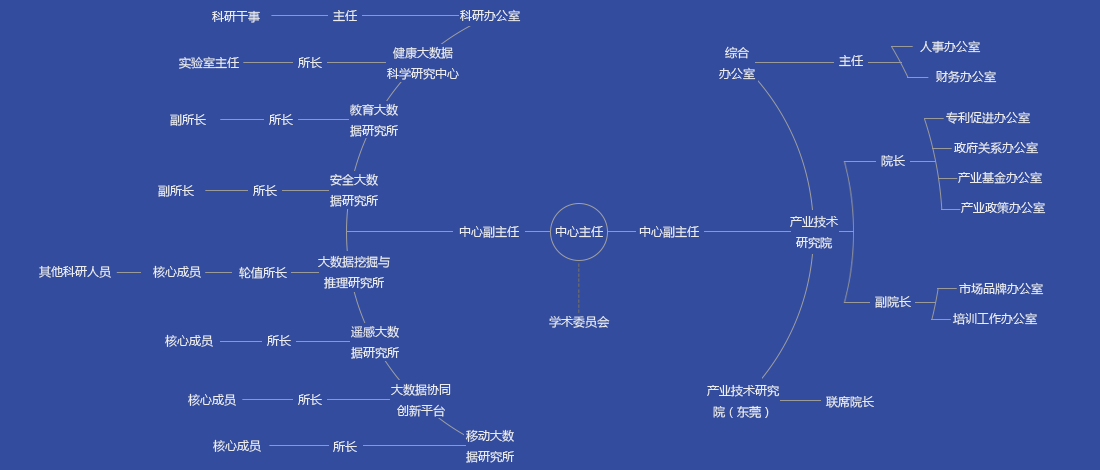 科研干事
主任
科研办公室
实验室主任
所长
健康大数据
科学研究中心
副所长
所长
教育大数
据研究所
副所长
所长
安全大数
据研究所
中心副主任
中心主任
中心副主任
学术委员会
其他科研人员
核心成员
轮值所长
大数据挖掘与
推理研究所
核心成员
所长
遥感大数
据研究所
核心成员
所长
大数据协同
创新平台
核心成员
所长
移动大数
据研究所
综合
办公室
主任
人事办公室
财务办公室
产业技术
研究院
院长
专利促进办公室
政府关系办公室
产业基金办公室
产业政策办公室
副院长
市场品牌办公室
培训工作办公室
产业技术研究
院（东莞）
联席院长